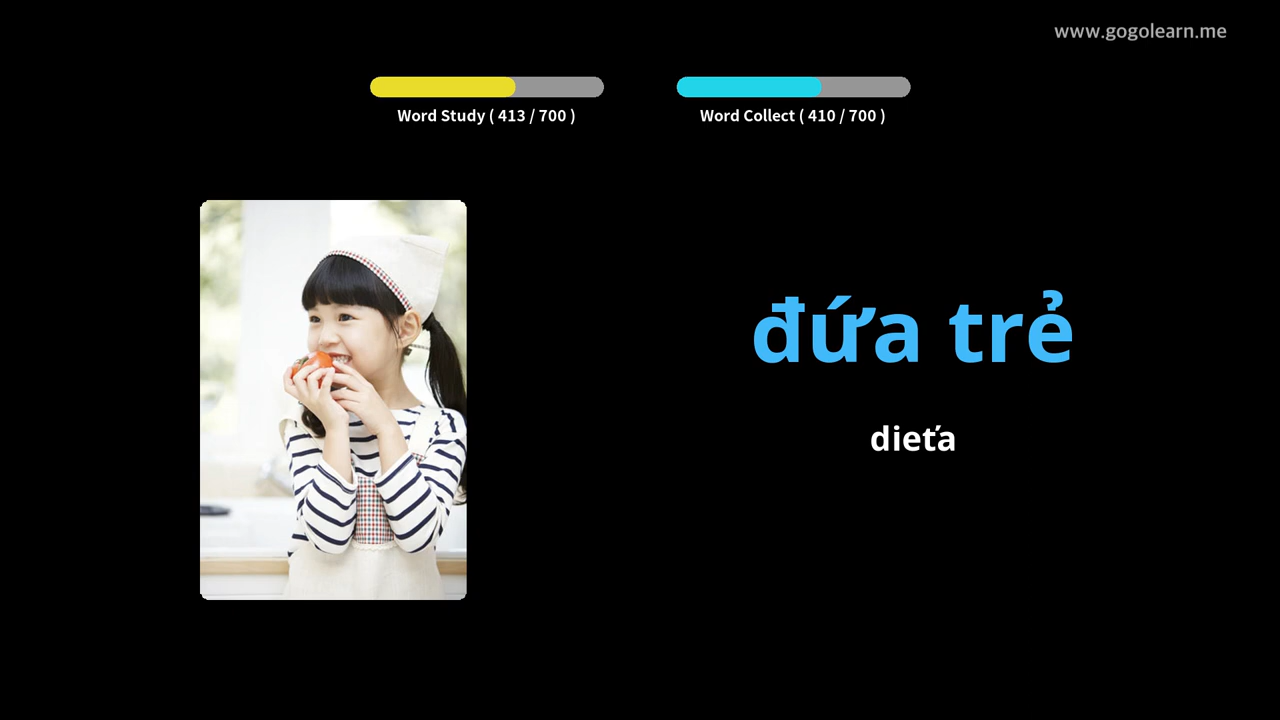 www.gogolearn.me
Word Study ( 413 / 700 )
Word Collect ( 410 / 700 )
đứa trẻ
dieťa